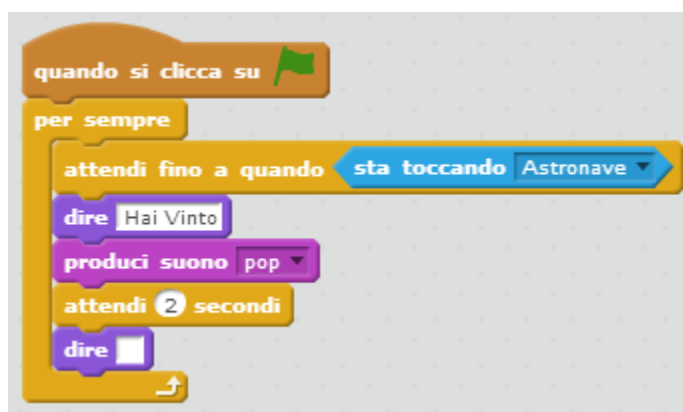 quando si clicca su
per sempre
attendi fino a quando sta toccando Astronave
dire Hai Vinto
produci suono pop
attendi 2 secondi
dire